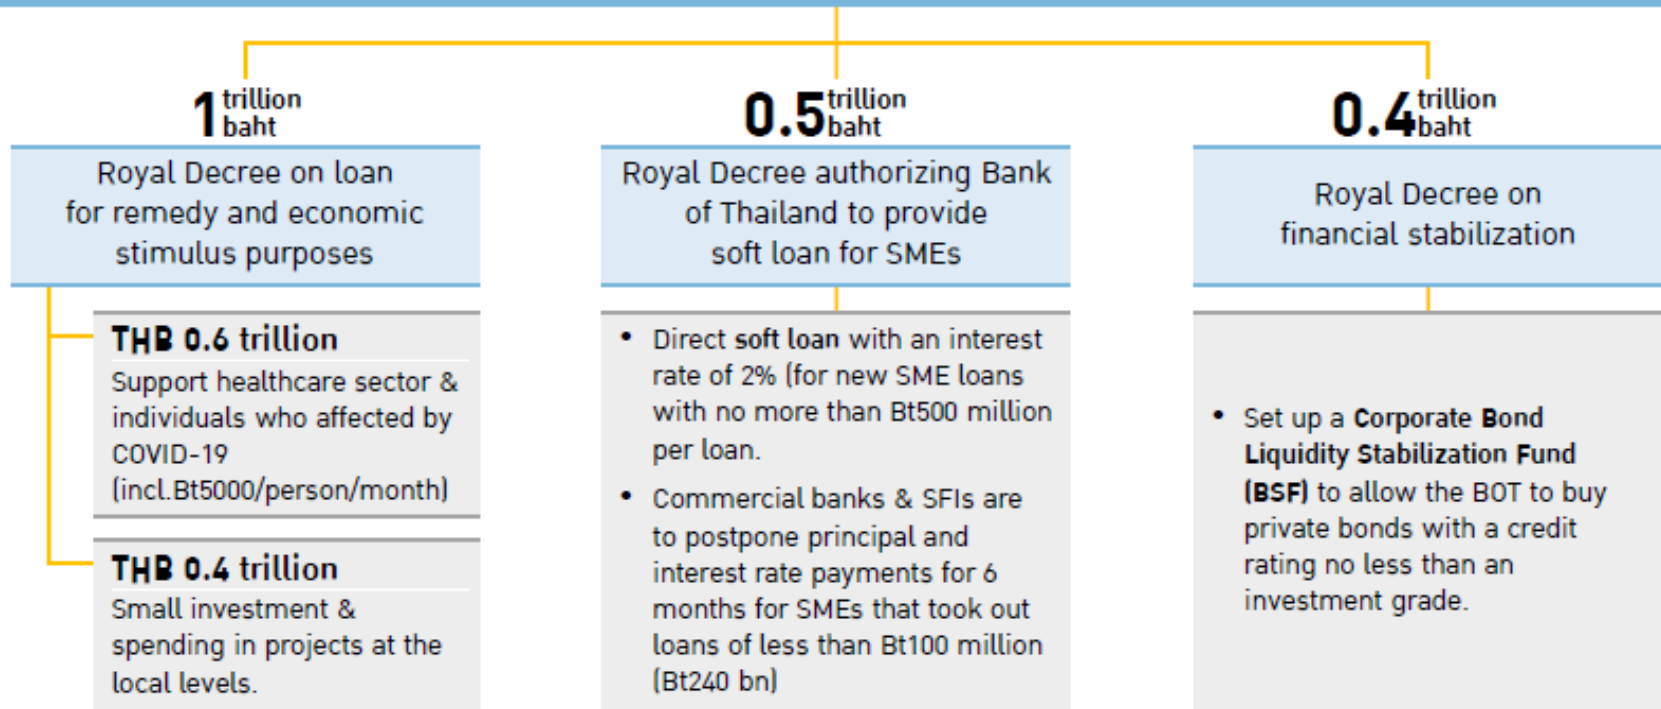 1 trillion
baht
Royal Decree on loan
for remedy and economic
stimulus purposes
THB 0.6 trillion
Support healthcare sector &
individuals who affected by
COVID-19
(incl.Bt5000/person/month)
THB 0.4 trillion
Small investment &
spending in projects at the
local levels.
0.5 trillion
baht
Royal Decree authorizing Bank
of Thailand to provide
soft loan for SMEs
• Direct soft loan with an interest
rate of 2% (for new SME loans
with no more than Bt500 million
per loan.
• Commercial banks & SFIs are
to postpone principal and
interest rate payments for 6
months for SMEs that took out
loans of less than Bt100 million
(Bt240 bn)
0.4 trillion
baht
Royal Decree on
financial stabilization
• Set up a Corporate Bond
Liquidity Stabilization Fund
(BSF) to allow the BOT to buy
private bonds with a credit
rating no less than an
investment grade.